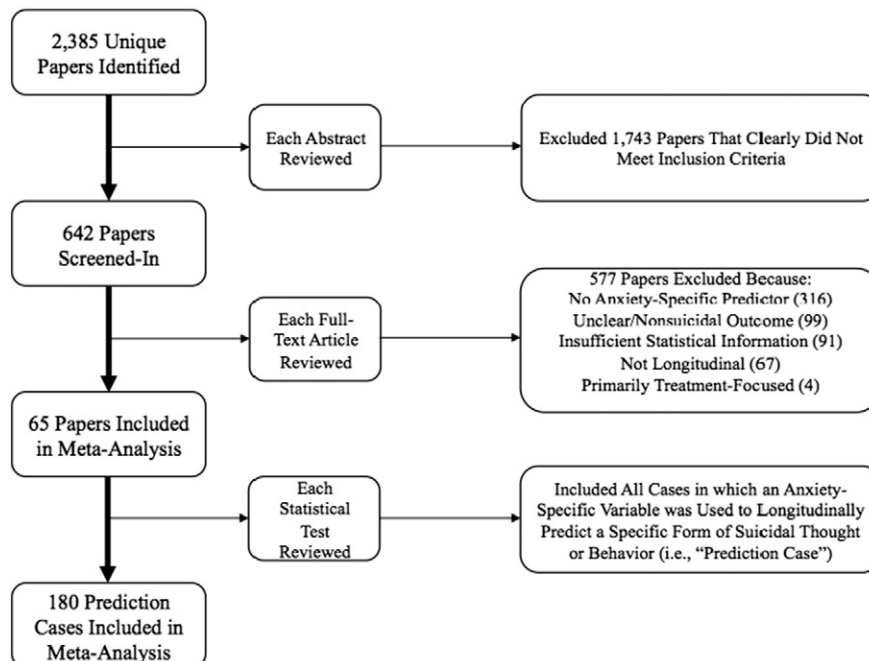 2,385 Unique
Papers Identified
Each Abstract
Reviewed
Excluded 1,743 Papers That Clearly Did Not
Meet Inclusion Criteria
642 Papers
Screened-In
Each Full-
Text Article
Reviewed
577 Papers Excluded Because:
No Anxiety-Specific Predictor (316)
Unclear/Nonsuicidal Outcome (99)
Insufficient Statistical Information (91)
Not Longitudinal (67)
Primarily Treatment-Focused (4)
65 Papers Included
in Meta-Analysis
Each
Statistical
Test
Reviewed
Included All Cases in which an Anxiety-
Specific Variable was Used to Longitudinally
Predict a Specific Form of Suicidal Thought
or Behavior (i.e., “Prediction Case”)
180 Prediction
Cases Included in
Meta-Analysis